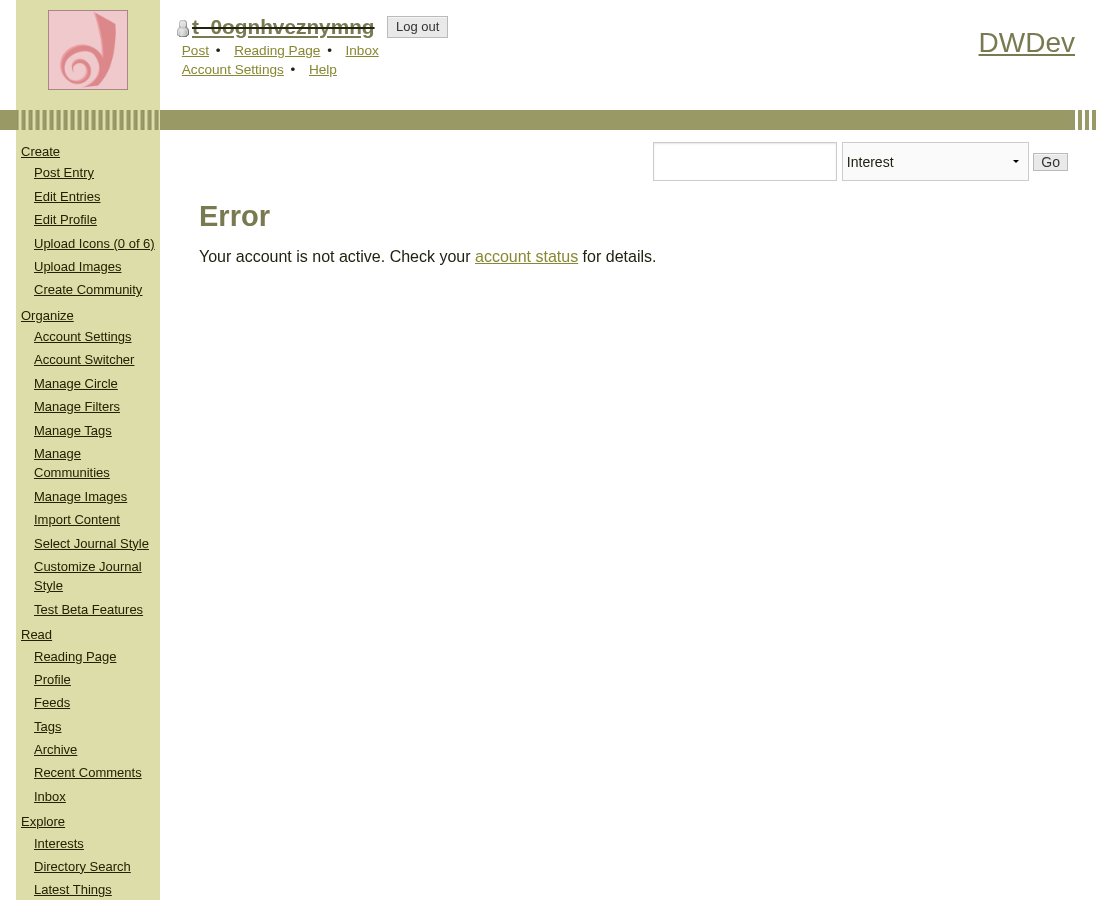 t_0ognhveznymng Log out
Post • Reading Page • Inbox
Account Settings • Help
DWDev
Create
Post Entry
Edit Entries
Edit Profile
Upload Icons (0 of 6)
Upload Images
Create Community
Organize
Account Settings
Account Switcher
Manage Circle
Manage Filters
Manage Tags
Manage
Communities
Manage Images
Import Content
Select Journal Style
Customize Journal
Style
Test Beta Features
Read
Reading Page
Profile
Feeds
Tags
Archive
Recent Comments
Inbox
Explore
Interests
Directory Search
Latest Things
Interest Go
Error
Your account is not active. Check your account status for details.